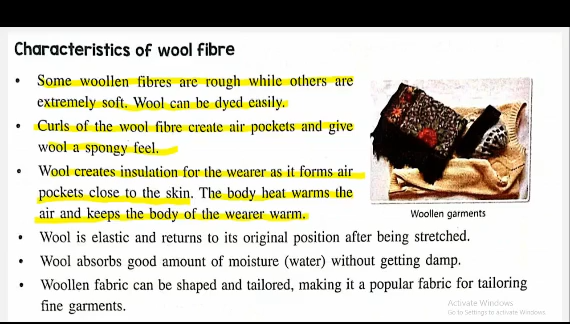 Characteristics of wool fibre
• Some woollen fibres are rough while others are
extremely soft. Wool can be dyed easily.
• Curls of the wool fibre create air pockets and give
wool a spongy feel.
• Wool creates insulation for the wearer as it forms air
pockets close to the skin. The body heat warms the
air and keeps the body of the wearer warm.
Woollen garments
• Wool is elastic and returns to its original position after being stretched.
• Wool absorbs good amount of moisture (water) without getting damp.
• Woollen fabric can be shaped and tailored, making it a popular fabric for tailoring
fine garments.
Activate Windows
Go to Settings to activate Windows.